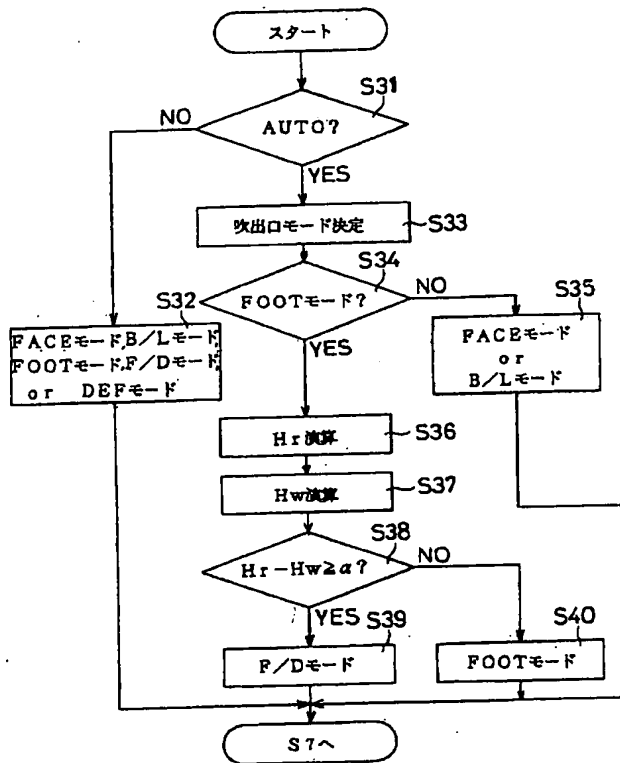 スタート
S31
NO
AUTO?
YES
吹出口モード決定
S33
S34
S32
FOOTモード?
NO
S35
FACEモード,B/Lモード,
FOOTモード,F/Dモード,
or DEFモード
YES
FACEモード
or
B/Lモード
Hr演算
S36
Hw演算
S37
S38
Hr-Hw≧α?
NO
YES
S39
S40
F/Dモード
FOOTモード
S7へ